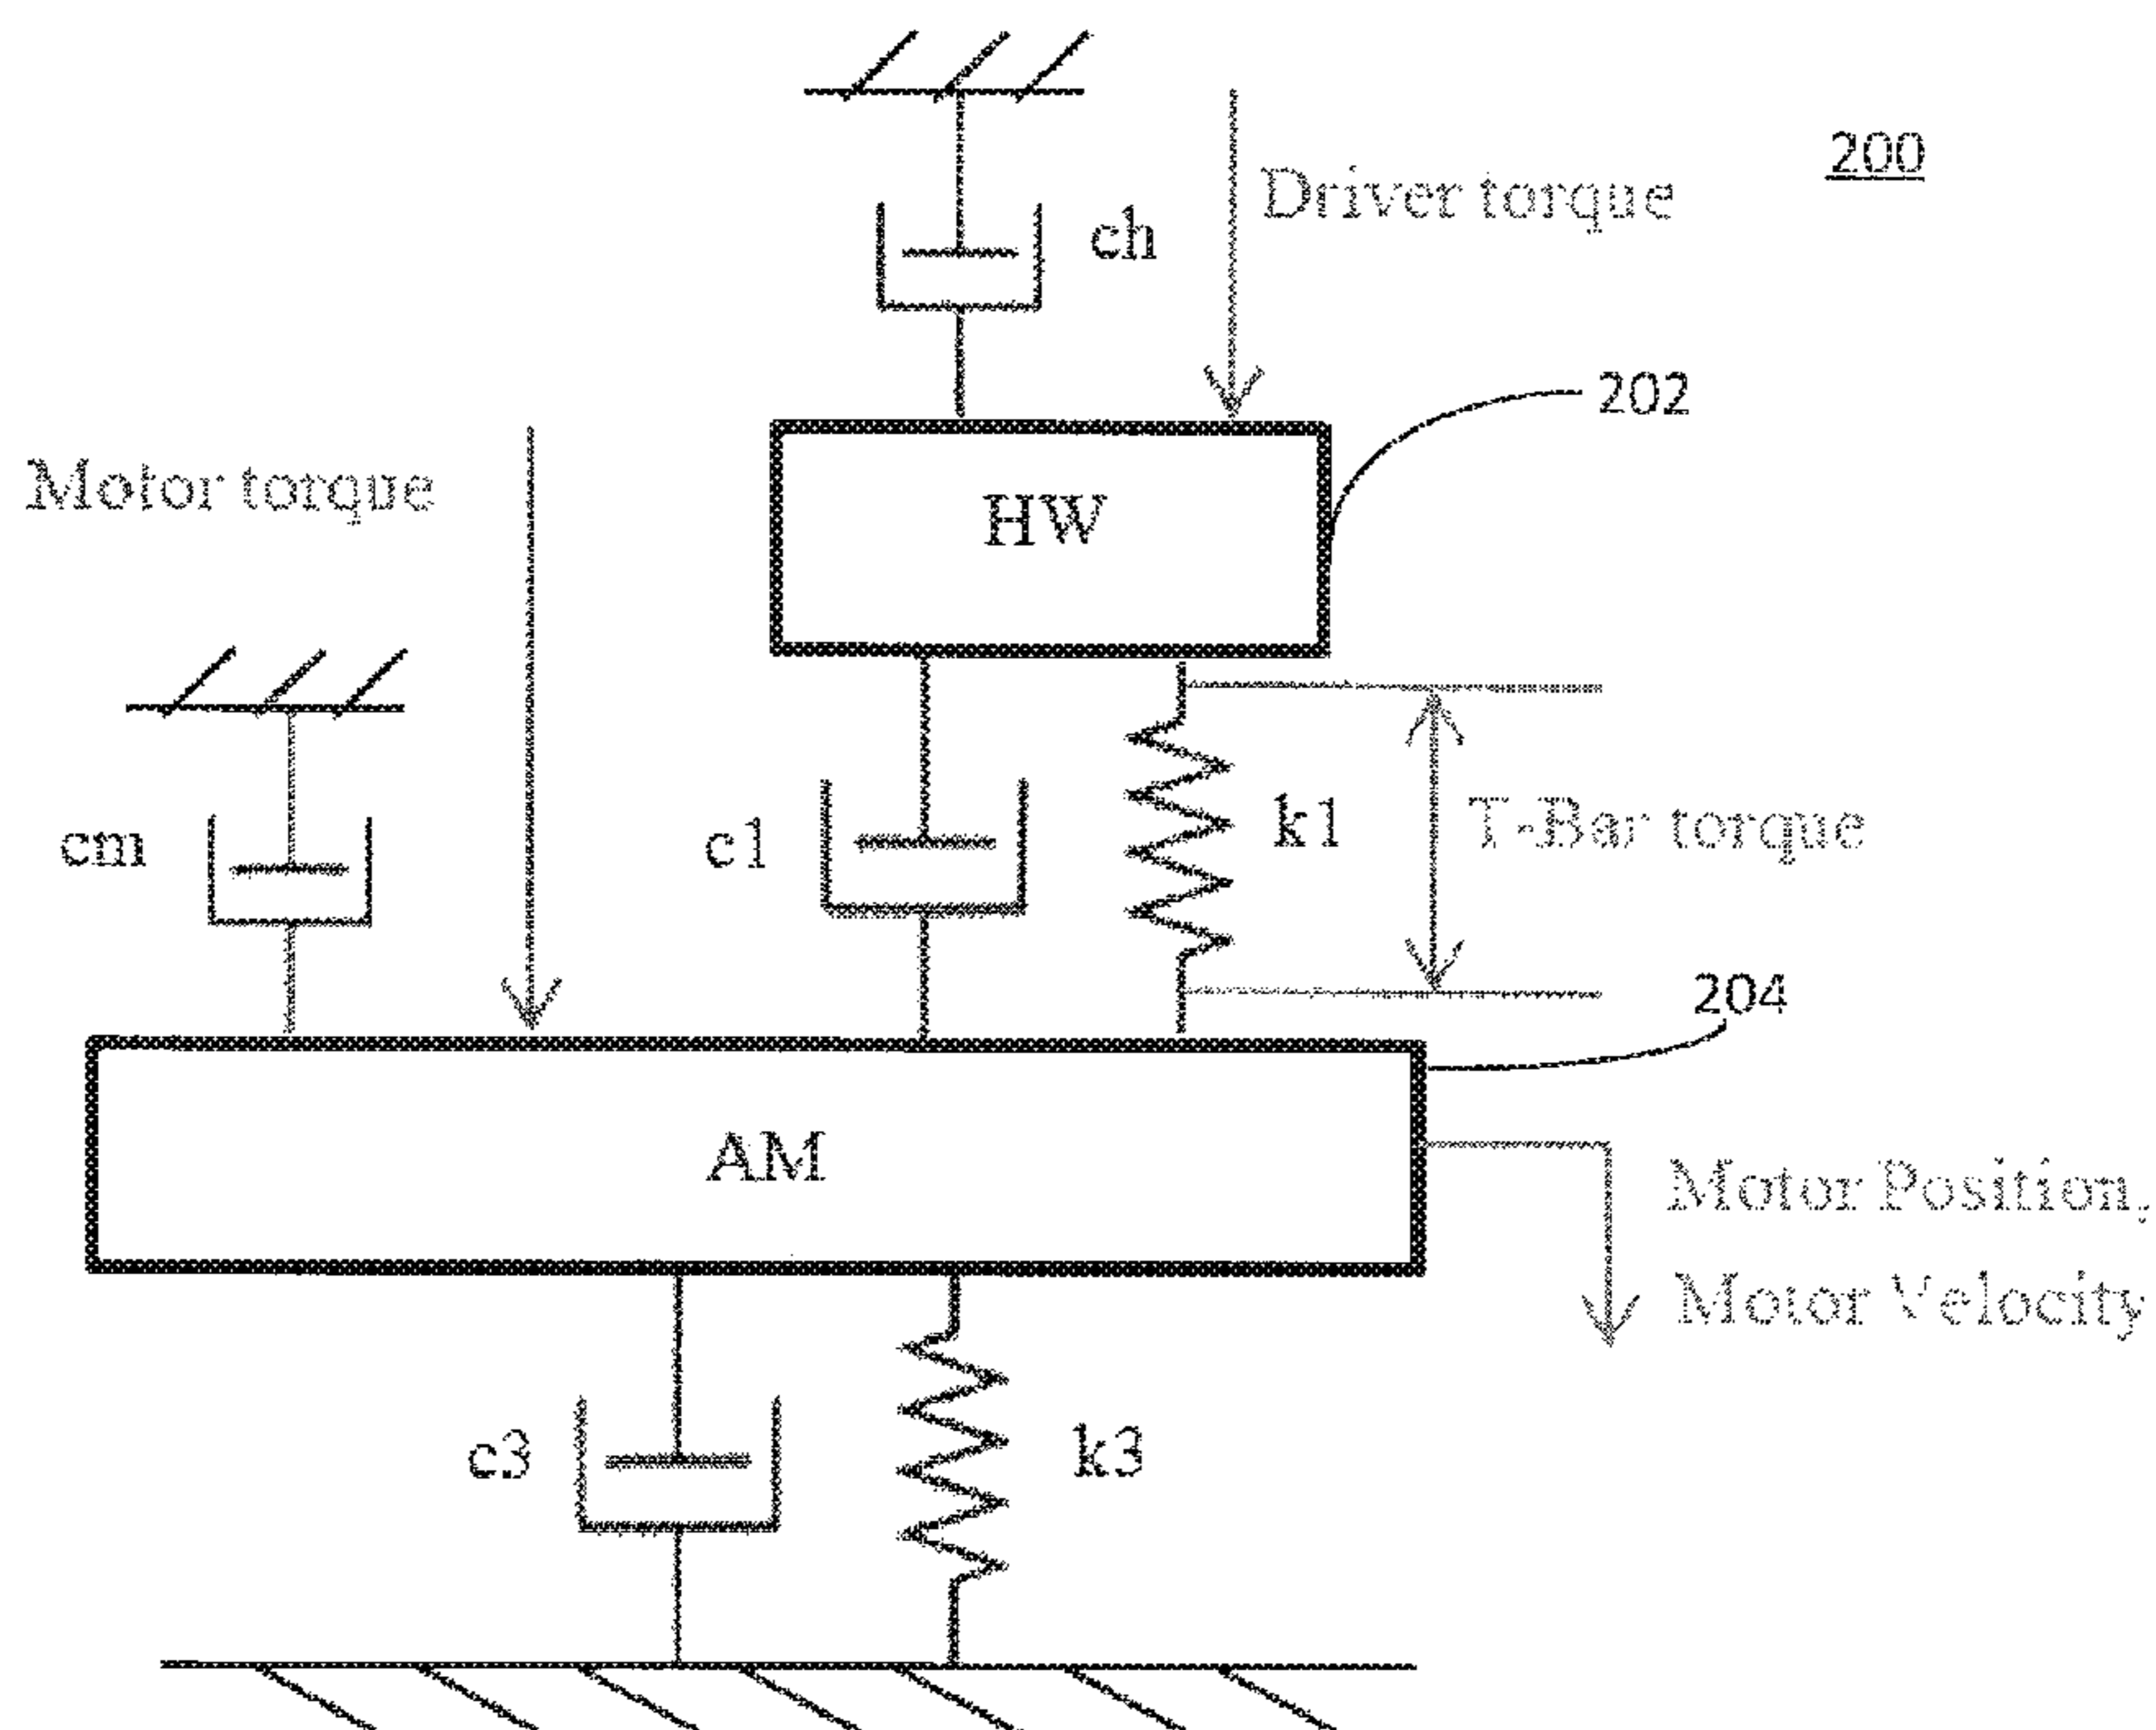 200
Driver torque
ch
202
HW
Motor torque
cm
c1
k1
T-Bar torque
204
AM
Motor Position,
Motor Velocity
c3
k3